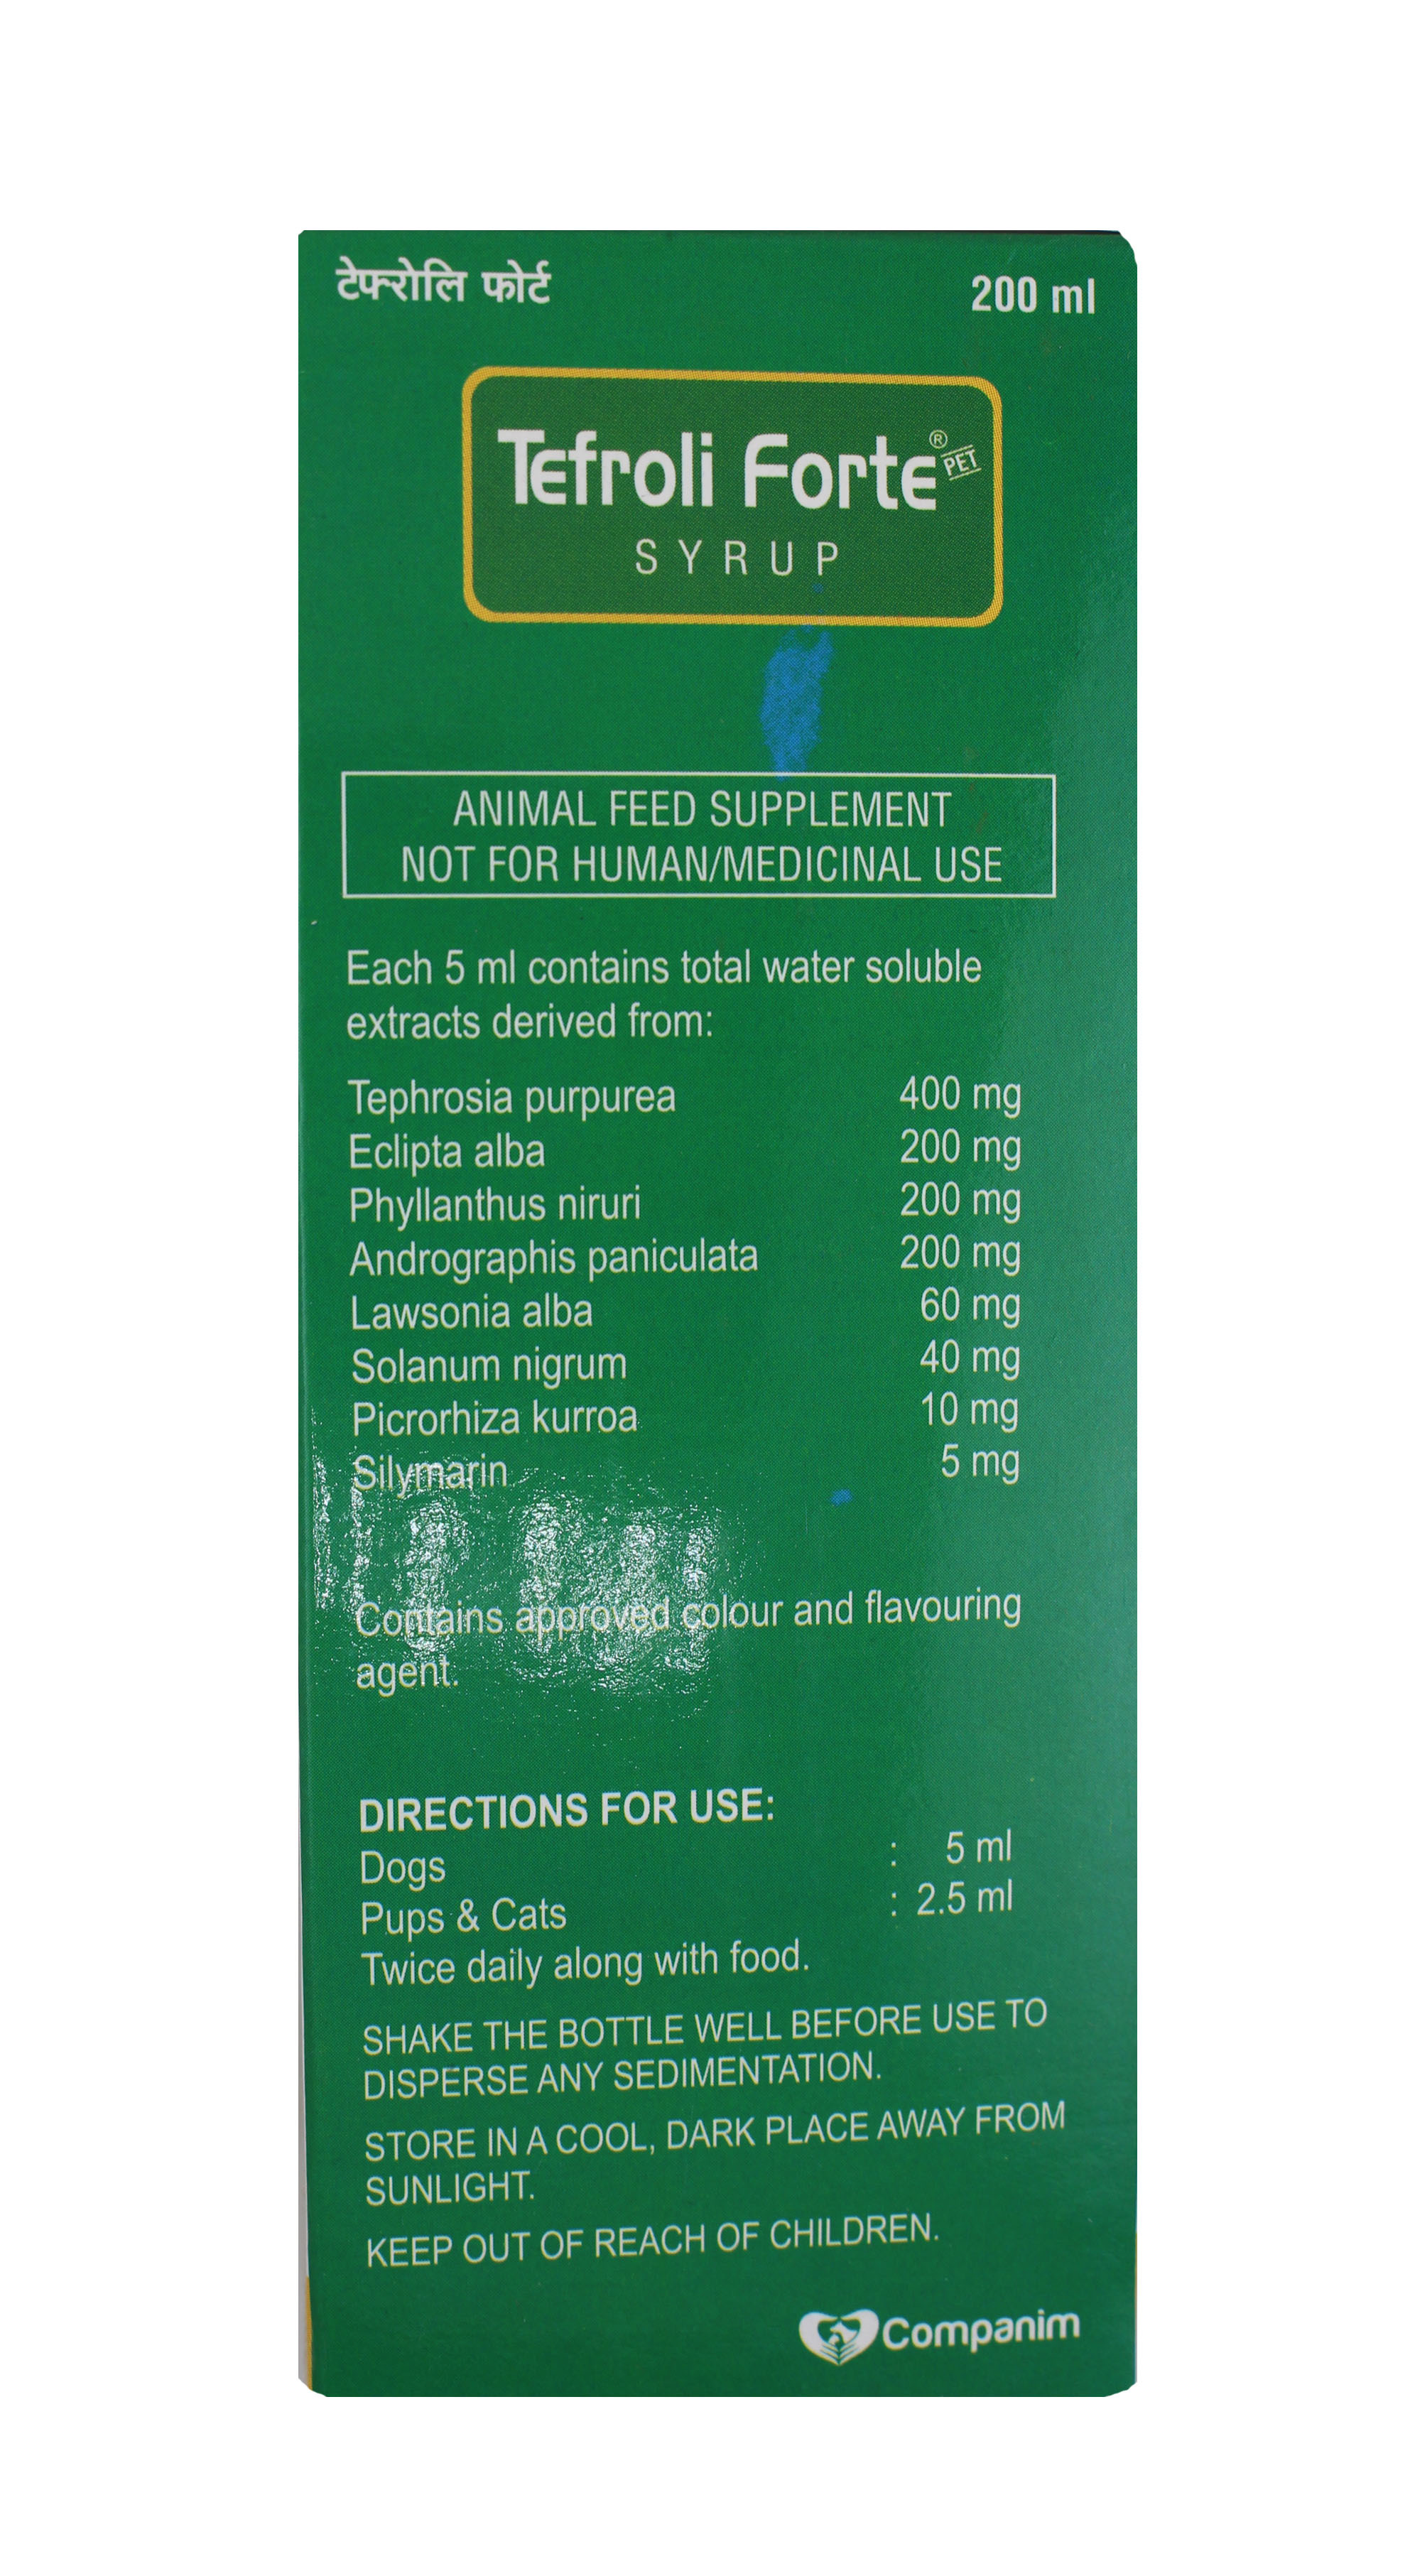 टेफ्रोलि फोर्ट
200 ml
Tefroli Forte® PET
SYRUP
ANIMAL FEED SUPPLEMENT
NOT FOR HUMAN/MEDICINAL USE
Each 5 ml contains total water soluble
extracts derived from:
Tephrosia purpurea 400 mg
Eclipta alba 200 mg
Phyllanthus niruri 200 mg
Andrographis paniculata 200 mg
Lawsonia alba 60 mg
Solanum nigrum 40 mg
Picrorhiza kurroa 10 mg
Silymarin 5 mg
Contains approved colour and flavouring
agent.
DIRECTIONS FOR USE:
Dogs : 5 ml
Pups & Cats : 2.5 ml
Twice daily along with food.
SHAKE THE BOTTLE WELL BEFORE USE TO
DISPERSE ANY SEDIMENTATION.
STORE IN A COOL, DARK PLACE AWAY FROM
SUNLIGHT.
KEEP OUT OF REACH OF CHILDREN.
Companim